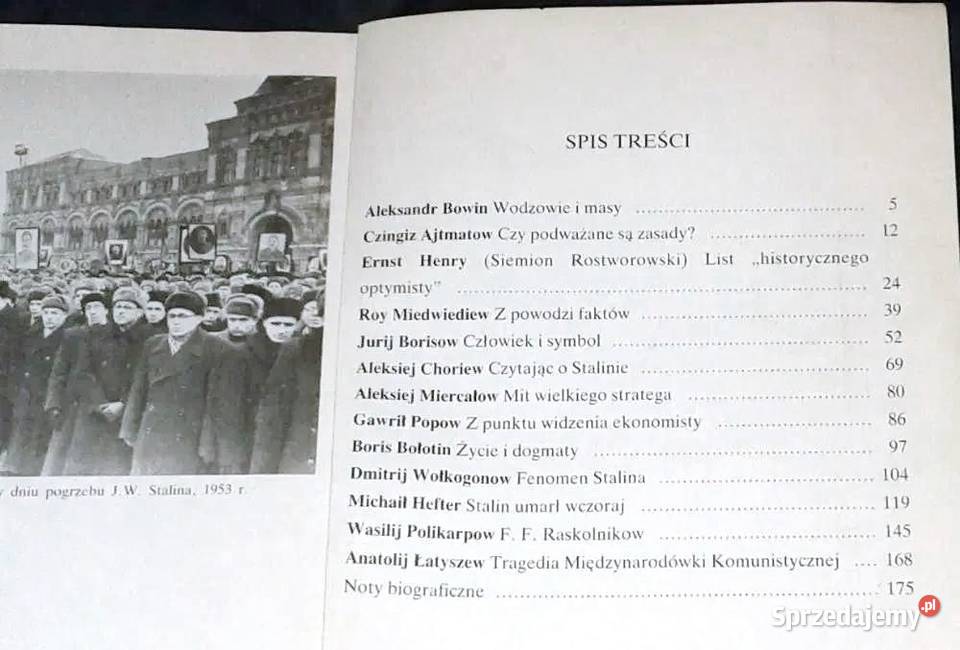 dniu pogrzebu J.W. Stalina, 1953 r.
SPIS TREŚCI
Aleksandr Bowin Wodzowie i masy ........................................ 5
Czingiz Ajtmatow Czy podważane są zasady? ......................... 12
Ernst Henry (Siemion Rostworowski) List „historycznego
optymisty” ........................................ 24
Roy Miedwiediew Z powodzi faktów ........................................ 39
Jurij Borisow Człowiek i symbol ........................................ 52
Aleksiej Choriew Czytając o Stalinie ........................................ 69
Aleksiej Miercałow Mit wielkiego stratega ............................... 80
Gawrił Popow Z punktu widzenia ekonomisty ......................... 86
Boris Bołotin Życie i dogmaty ........................................ 97
Dmitrij Wołkogonow Fenomen Stalina ............................... 104
Michaił Hefter Stalin umarł wczoraj ............................... 119
Wasilij Polikarpow F. F. Raskolnikow ............................... 145
Anatolij Łatyszew Tragedia Międzynarodówki Komunistycznej .... 168
Noty biograficzne ........................................ 175
Sprzedajemy.pl